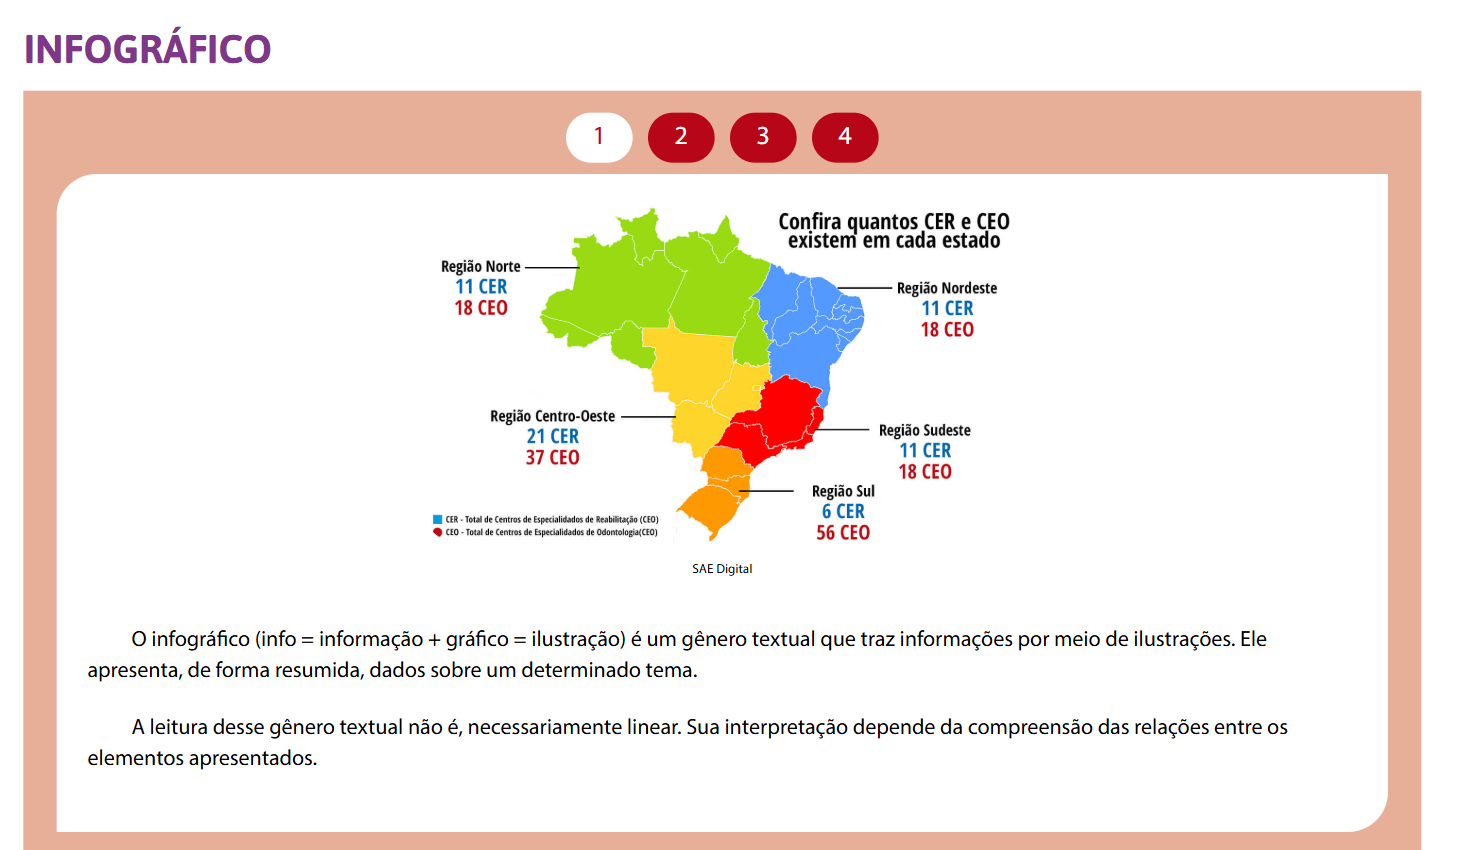 INFOGRÁFICO
1 2 3 4
Confira quantos CER e CEO
existem em cada estado
Região Norte
11 CER
18 CEO
Região Nordeste
11 CER
18 CEO
Região Centro-Oeste
21 CER
37 CEO
Região Sudeste
11 CER
18 CEO
Região Sul
6 CER
56 CEO
CER - Total de Centros de Especialidados de Reabilitação (CEO)
CEO - Total de Centros de Especialidados de Odontologia(CEO)
SAE Digital
O infográfico (info = informação + gráfico = ilustração) é um gênero textual que traz informações por meio de ilustrações. Ele
apresenta, de forma resumida, dados sobre um determinado tema.
A leitura desse gênero textual não é, necessariamente linear. Sua interpretação depende da compreensão das relações entre os
elementos apresentados.